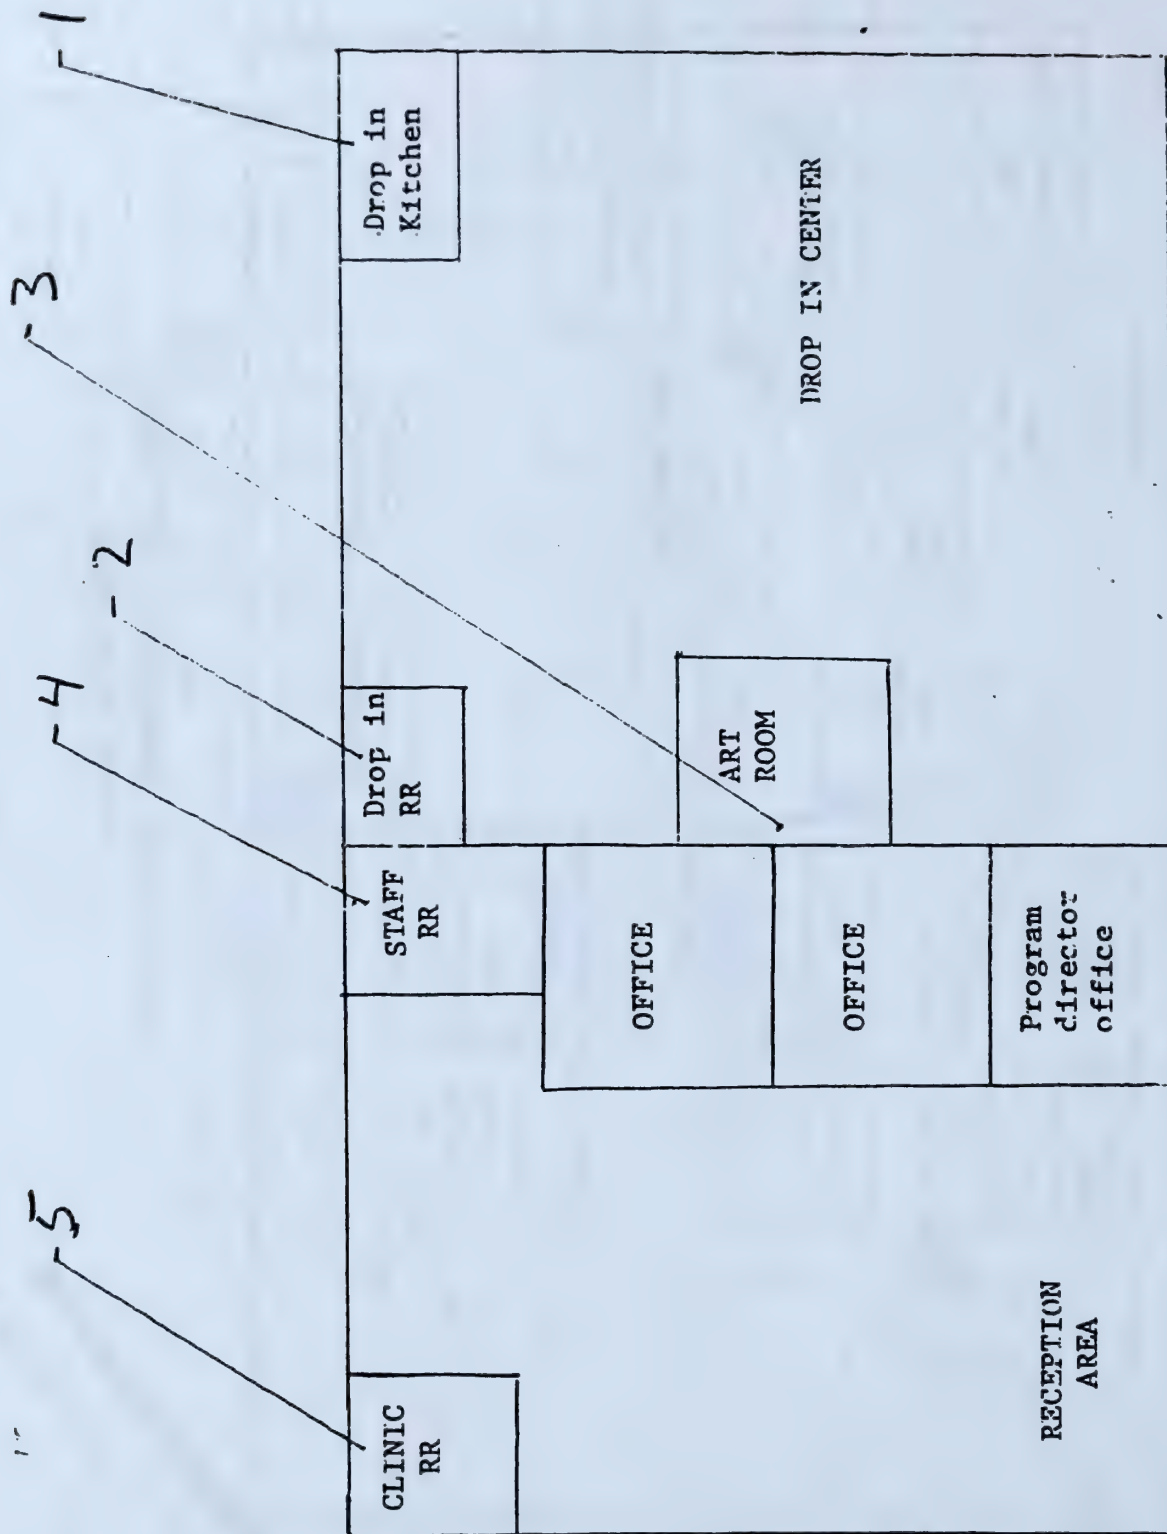 - 5
- 4
- 2
- 3
- 1
CLINIC
RR
STAFF
RR
Drop in
RR
Drop in
Kitchen
OFFICE
ART
ROOM
OFFICE
DROP IN CENTER
Program
director
office
RECEPTION
AREA